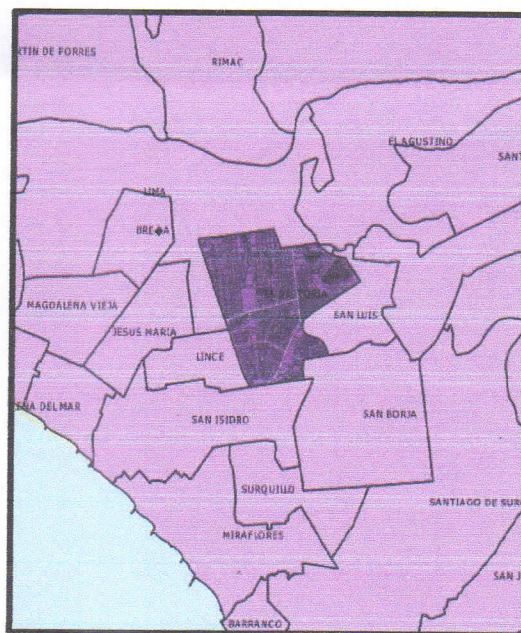 RTIN DE PORRES
RIMAC
EL AGUSTINO
SANT
LIMA
BRE◆A
MAGDALENA VIEJA
JESUS MARIA
SAN LUIS
LINCE
ENA DEL MAR
SAN ISIDRO
SAN BORJA
SURQUILLO
SANTIAGO DE SUR
MIRAFLORES
SAN J
BARRANCO